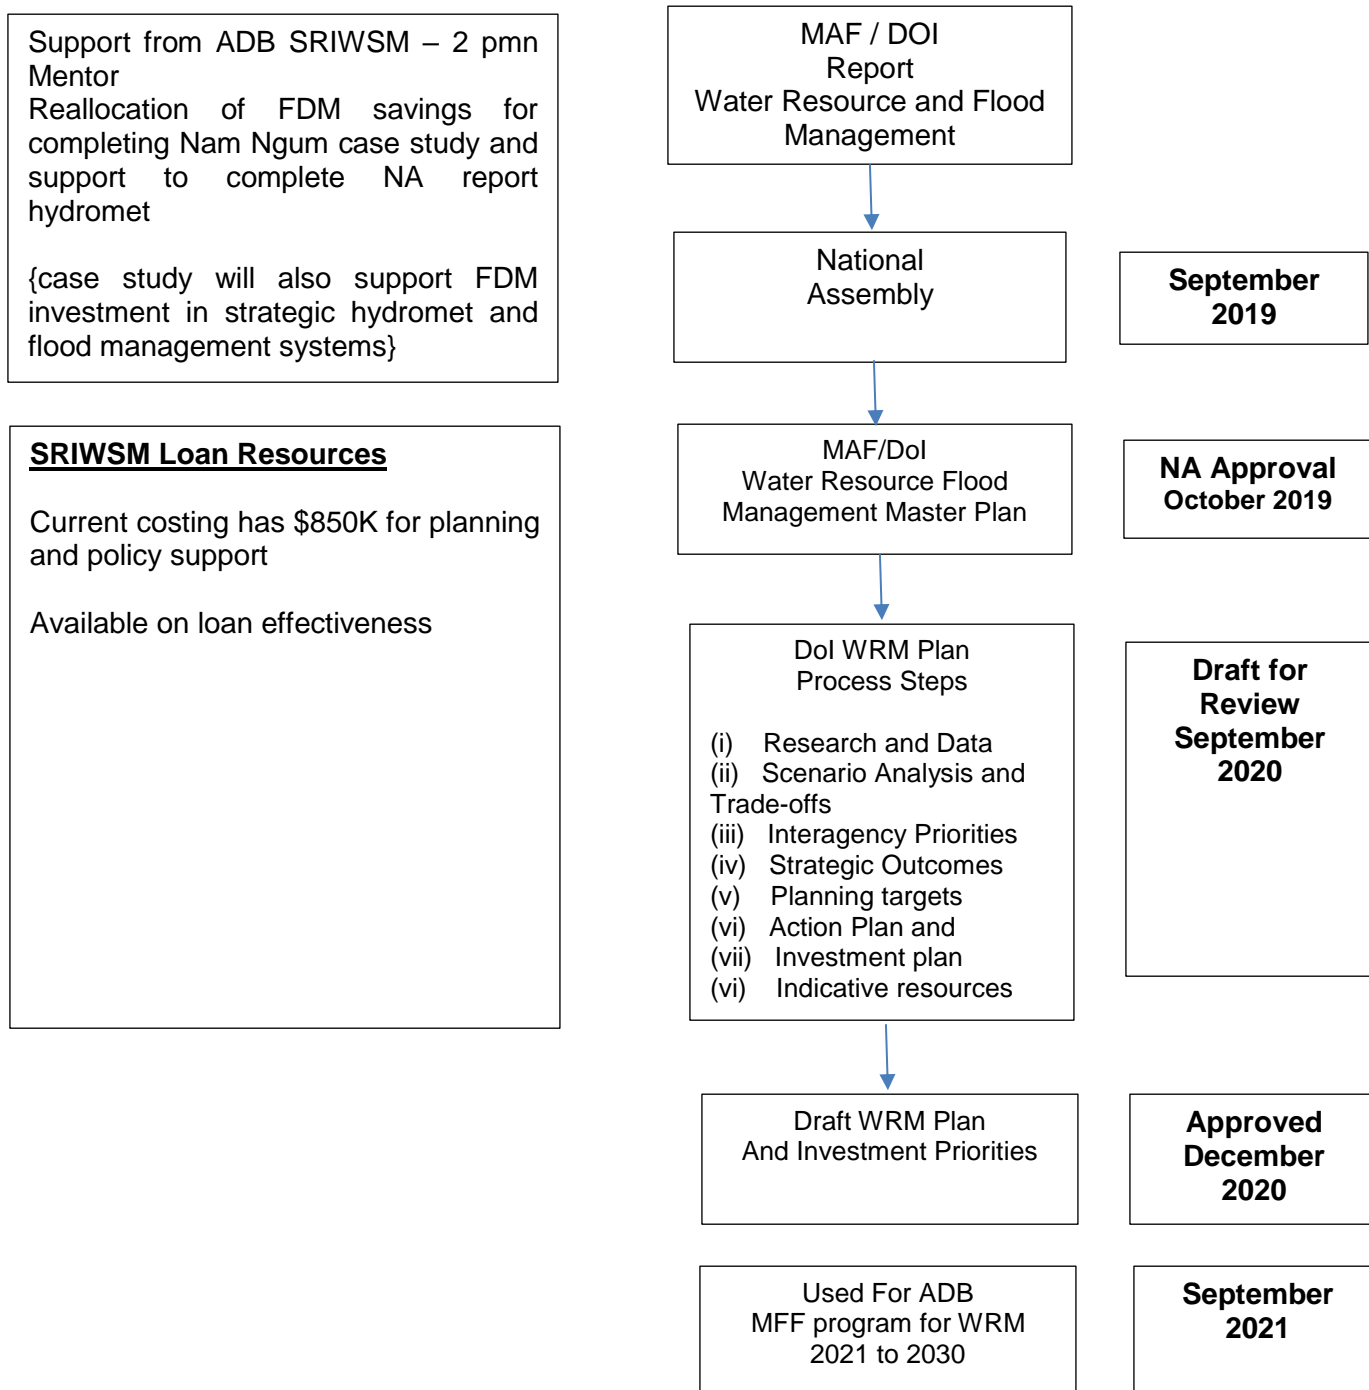 Support from ADB SRIWSM – 2 pmn
Mentor
Reallocation of FDM savings for
completing Nam Ngum case study and
support to complete NA report
hydromet
{case study will also support FDM
investment in strategic hydromet and
flood management systems}
SRIWSM Loan Resources
Current costing has $850K for planning
and policy support
Available on loan effectiveness
MAF / DOI
Report
Water Resource and Flood
Management
National
Assembly
September
2019
MAF/DoI
Water Resource Flood
Management Master Plan
NA Approval
October 2019
DoI WRM Plan
Process Steps
(i) Research and Data
(ii) Scenario Analysis and
Trade-offs
(iii) Interagency Priorities
(iv) Strategic Outcomes
(v) Planning targets
(vi) Action Plan and
(vii) Investment plan
(vi) Indicative resources
Draft for
Review
September
2020
Draft WRM Plan
And Investment Priorities
Approved
December
2020
Used For ADB
MFF program for WRM
2021 to 2030
September
2021